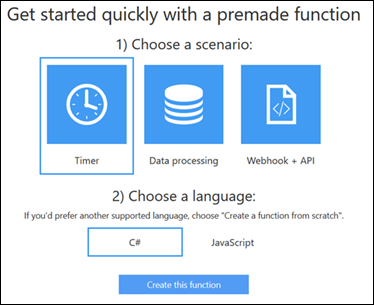 Get started quickly with a premade function
1) Choose a scenario:
Timer
Data processing
Webhook + API
2) Choose a language:
If you'd prefer another supported language, choose "Create a function from scratch".
C#
JavaScript
Create this function